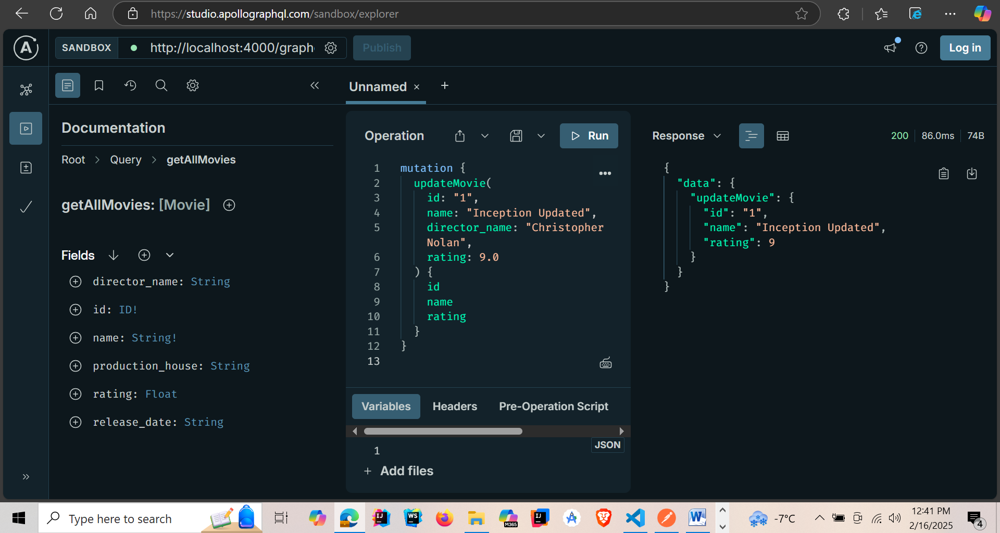 https://studio.apollographql.com/sandbox/explorer
SANDBOX
http://localhost:4000/graph
Publish
Log in
Unnamed
Documentation
Root > Query > getAllMovies
getAllMovies: [Movie]
Fields
director_name: String
id: ID!
name: String!
production_house: String
rating: Float
release_date: String
Operation
Run
1 mutation {
2 updateMovie(
3 id: "1",
4 name: "Inception Updated",
5 director_name: "Christopher
Nolan",
6 rating: 9.0
7 ) {
8 id
9 name
10 rating
11 }
12 }
13
Variables Headers Pre-Operation Script
1
JSON
+ Add files
Response
200 86.0ms 74B
{
"data": {
"updateMovie": {
"id": "1",
"name": "Inception Updated",
"rating": 9
}
}
}
Type here to search
IJ
WS
M365
IJ
W
-7°C
12:41 PM
2/16/2025
4